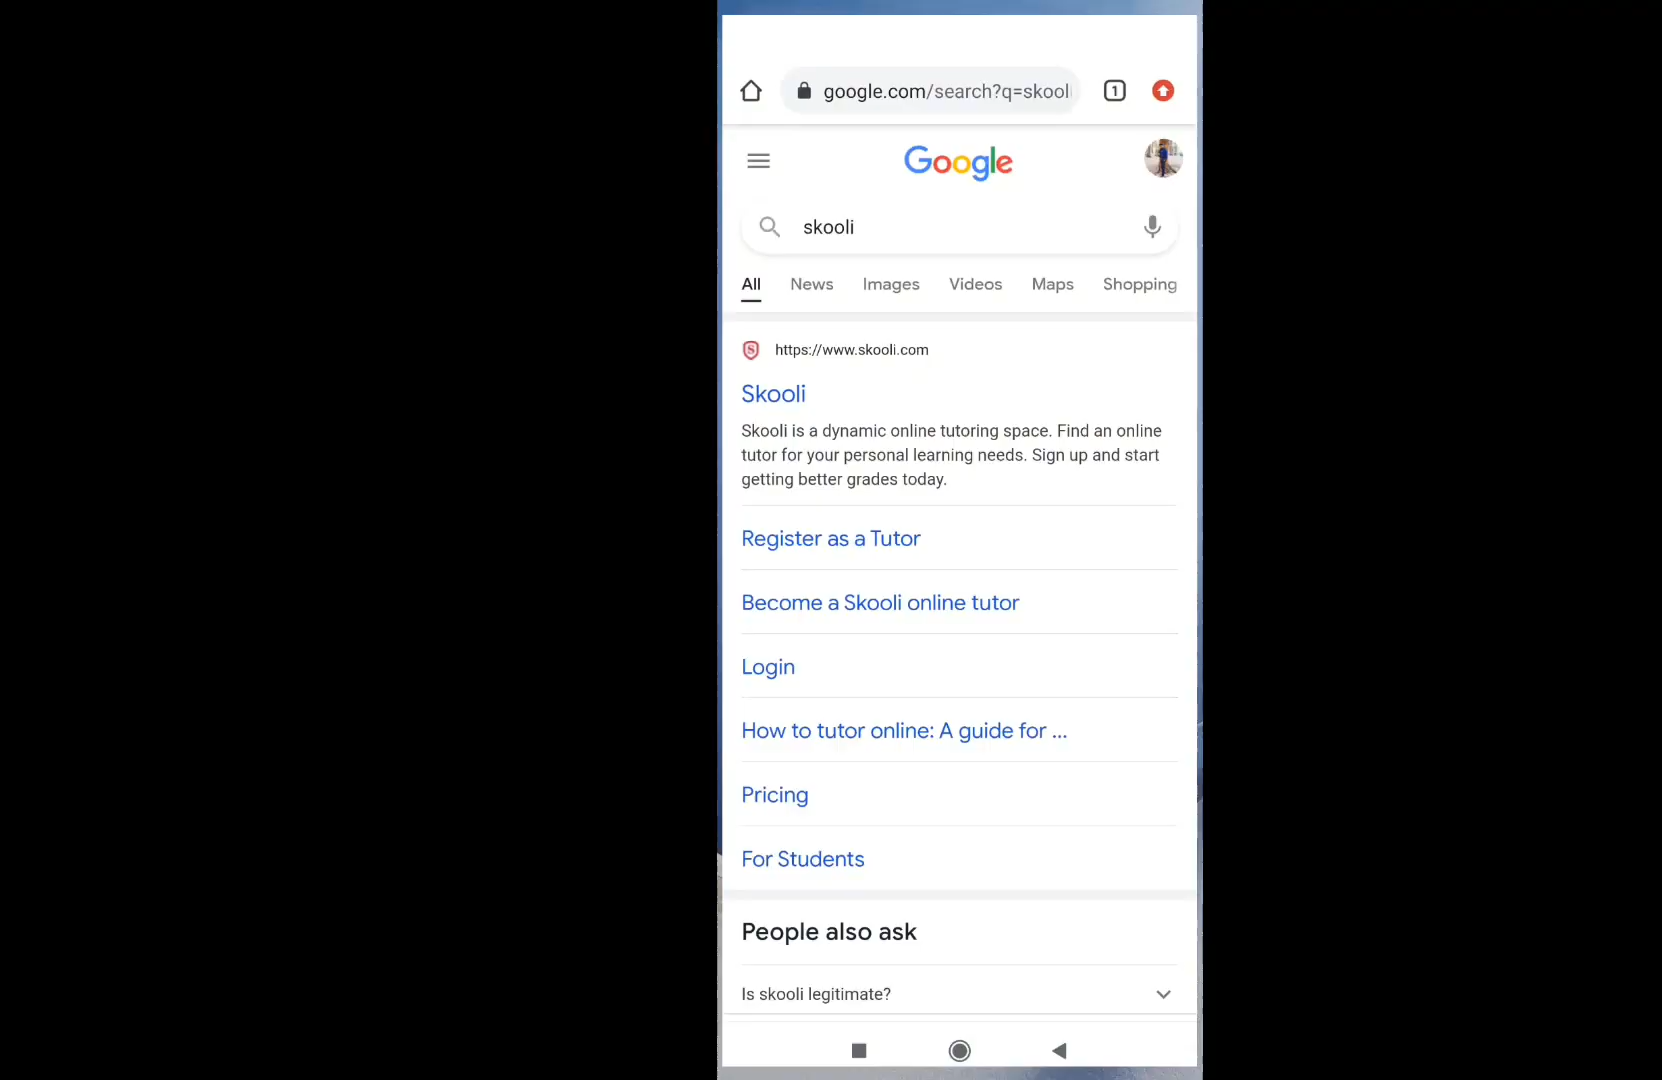 google.com/search?q=skool
1
Google
skooli
All News Images Videos Maps Shopping
S https://www.skooli.com
Skooli
Skooli is a dynamic online tutoring space. Find an online
tutor for your personal learning needs. Sign up and start
getting better grades today.
Register as a Tutor
Become a Skooli online tutor
Login
How to tutor online: A guide for ...
Pricing
For Students
People also ask
Is skooli legitimate?